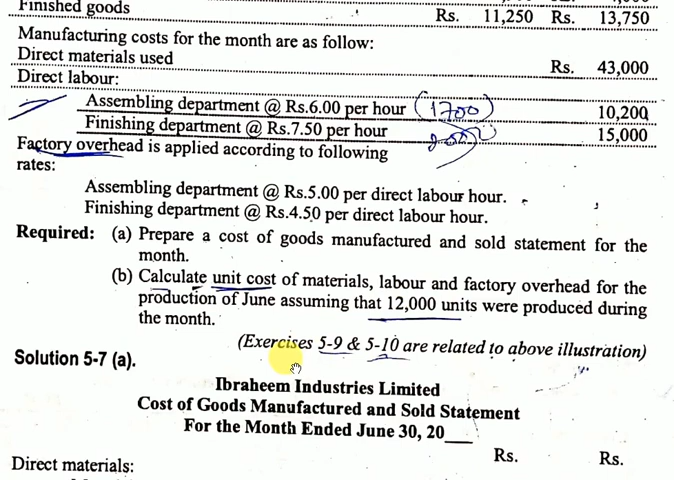 Finished goods Rs. 11,250 Rs. 13,750
Manufacturing costs for the month are as follow:
Direct materials used Rs. 43,000
Direct labour:
Assembling department @ Rs.6.00 per hour (1700) 10,200
Finishing department @ Rs.7.50 per hour 15,000
Factory overhead is applied according to following
rates:
Assembling department @ Rs.5.00 per direct labour hour.
Finishing department @ Rs.4.50 per direct labour hour.
Required: (a) Prepare a cost of goods manufactured and sold statement for the
month.
(b) Calculate unit cost of materials, labour and factory overhead for the
production of June assuming that 12,000 units were produced during
the month.
(Exercises 5-9 & 5-10 are related to above illustration)
Solution 5-7 (a).
Ibraheem Industries Limited
Cost of Goods Manufactured and Sold Statement
For the Month Ended June 30, 20___
Rs. Rs.
Direct materials: